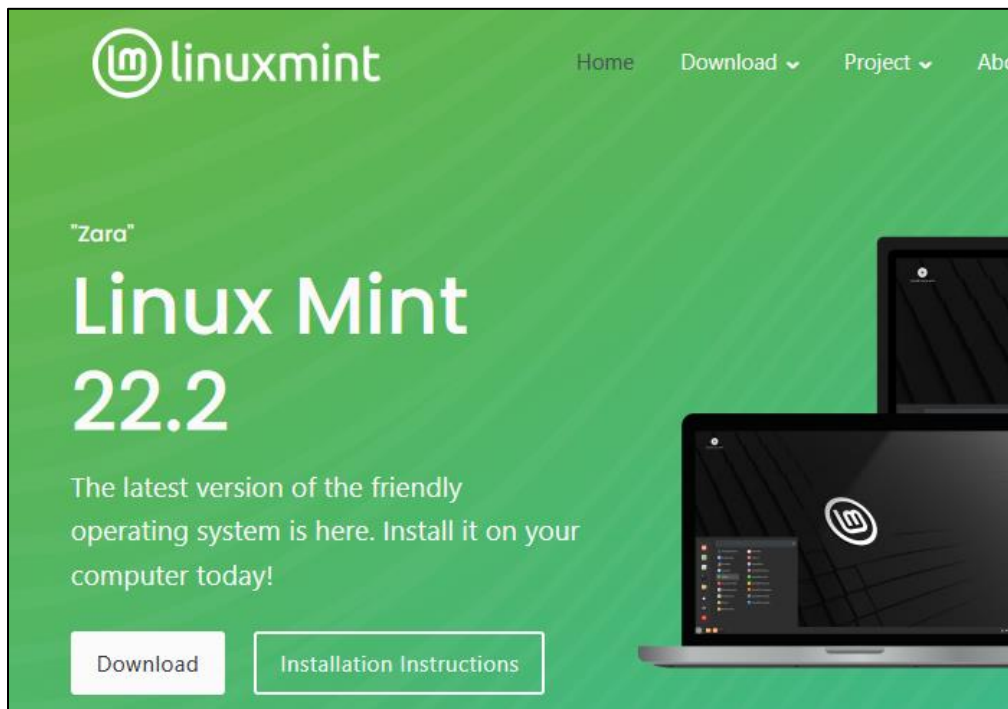 linuxmint
Home Download Project
"Zara"
Linux Mint
22.2
The latest version of the friendly
operating system is here. Install it on your
computer today!
Download Installation Instructions